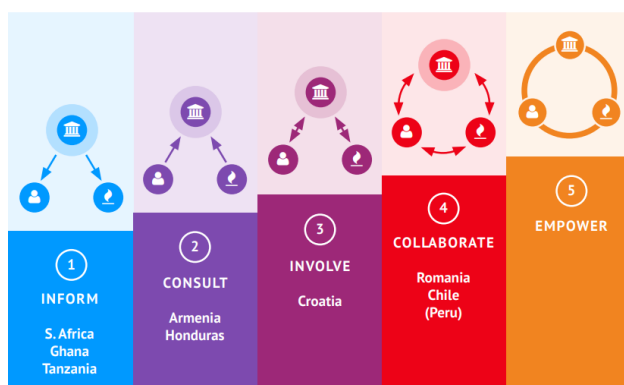 1
INFORM
S. Africa
Ghana
Tanzania
2
CONSULT
Armenia
Honduras
3
INVOLVE
Croatia
4
COLLABORATE
Romania
Chile
(Peru)
5
EMPOWER